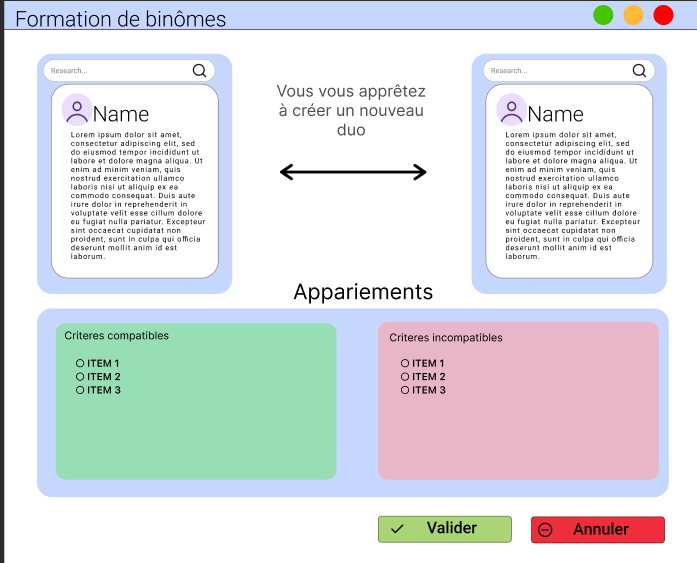 Formation de binômes
Research...
Name
Lorem ipsum dolor sit amet,
consectetur adipiscing elit, sed
do eiusmod tempor incididunt ut
labore et dolore magna aliqua. Ut
enim ad minim veniam, quis
nostrud exercitation ullamco
laboris nisi ut aliquip ex ea
commodo consequat. Duis aute
irure dolor in reprehenderit in
voluptate velit esse cillum dolore
eu fugiat nulla pariatur. Excepteur
sint occaecat cupidatat non
proident, sunt in culpa qui officia
deserunt mollit anim id est
laborum.
Vous vous apprêtez
à créer un nouveau
duo
Research...
Name
Lorem ipsum dolor sit amet,
consectetur adipiscing elit, sed
do eiusmod tempor incididunt ut
labore et dolore magna aliqua. Ut
enim ad minim veniam, quis
nostrud exercitation ullamco
laboris nisi ut aliquip ex ea
commodo consequat. Duis aute
irure dolor in reprehenderit in
voluptate velit esse cillum dolore
eu fugiat nulla pariatur. Excepteur
sint occaecat cupidatat non
proident, sunt in culpa qui officia
deserunt mollit anim id est
laborum.
Appariements
Criteres compatibles
ITEM 1
ITEM 2
ITEM 3
Criteres incompatibles
ITEM 1
ITEM 2
ITEM 3
Valider
Annuler